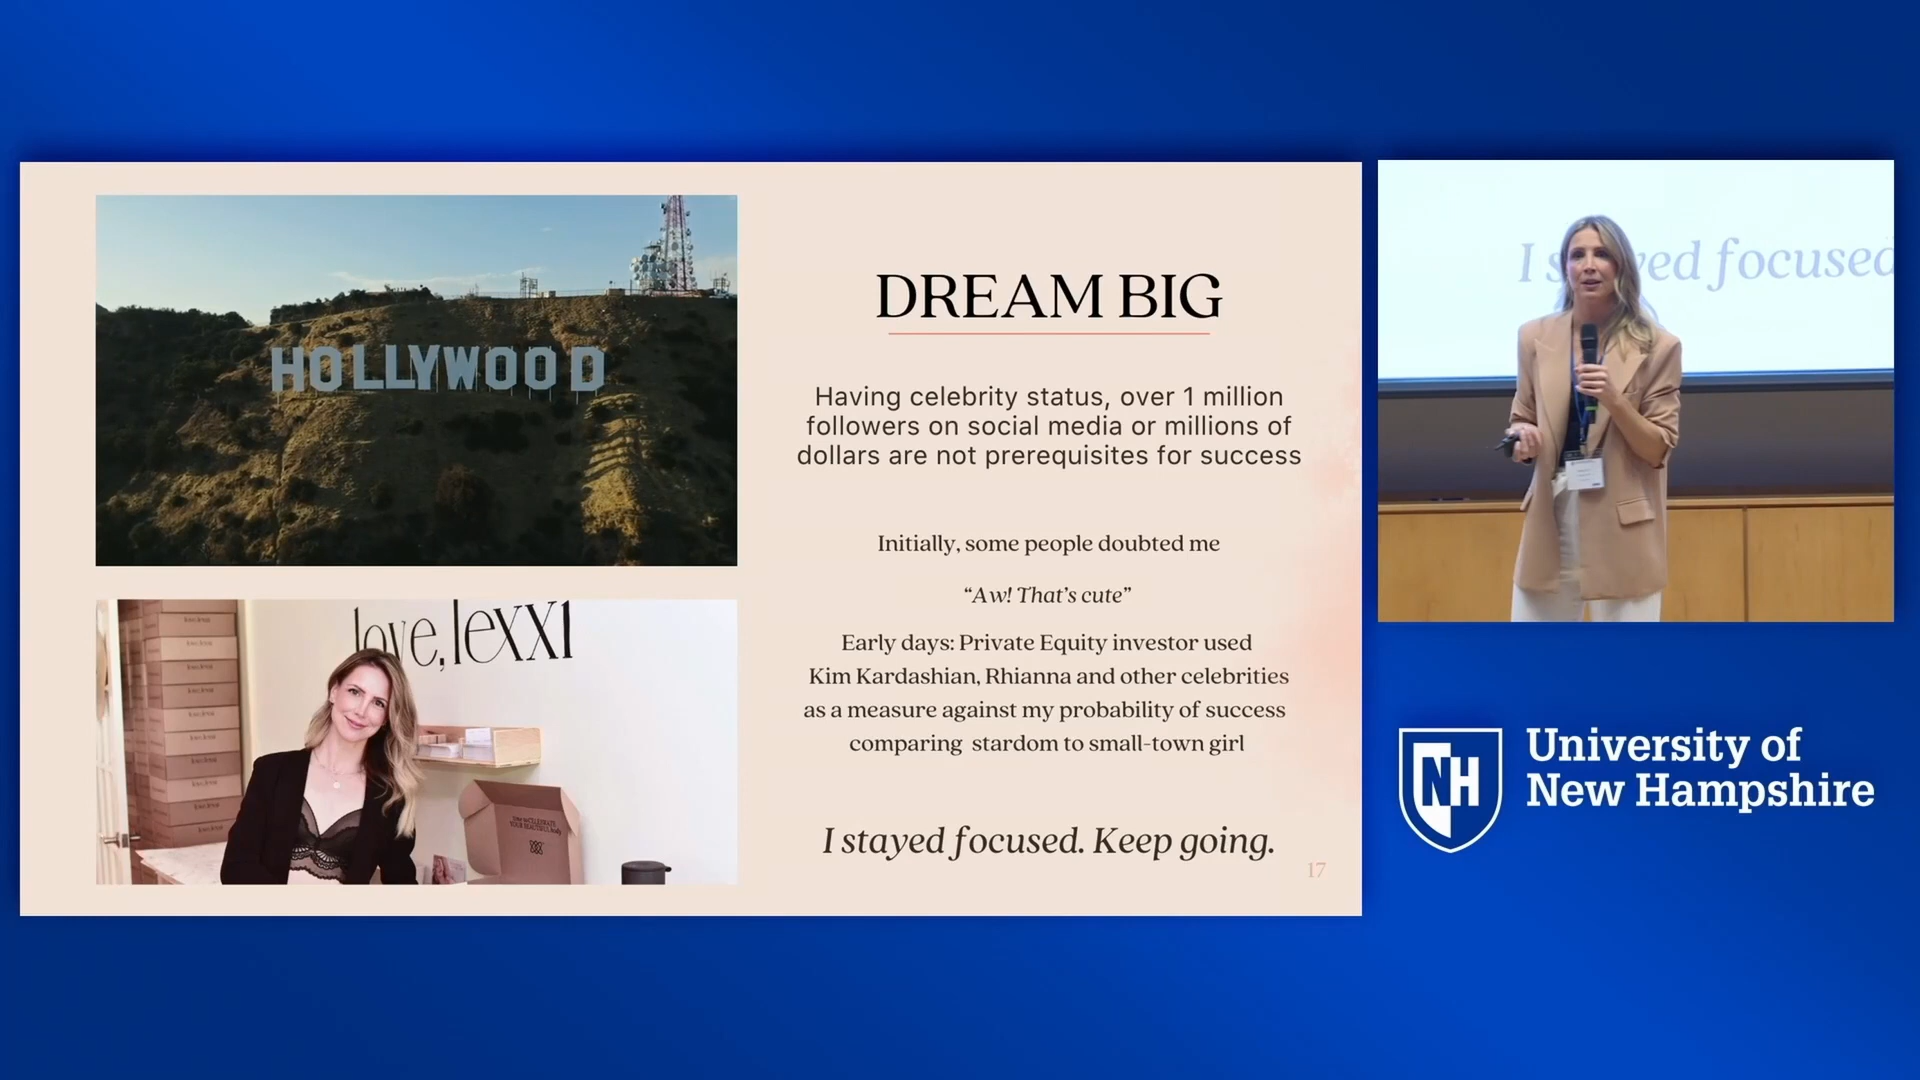 HOLLYWOOD
love, lexxi
DREAM BIG
Having celebrity status, over 1 million
followers on social media or millions of
dollars are not prerequisites for success
Initially, some people doubted me
“Aw! That’s cute”
Early days: Private Equity investor used
Kim Kardashian, Rhianna and other celebrities
as a measure against my probability of success
comparing stardom to small-town girl
I stayed focused. Keep going.
17
focused
NH
University of
New Hampshire